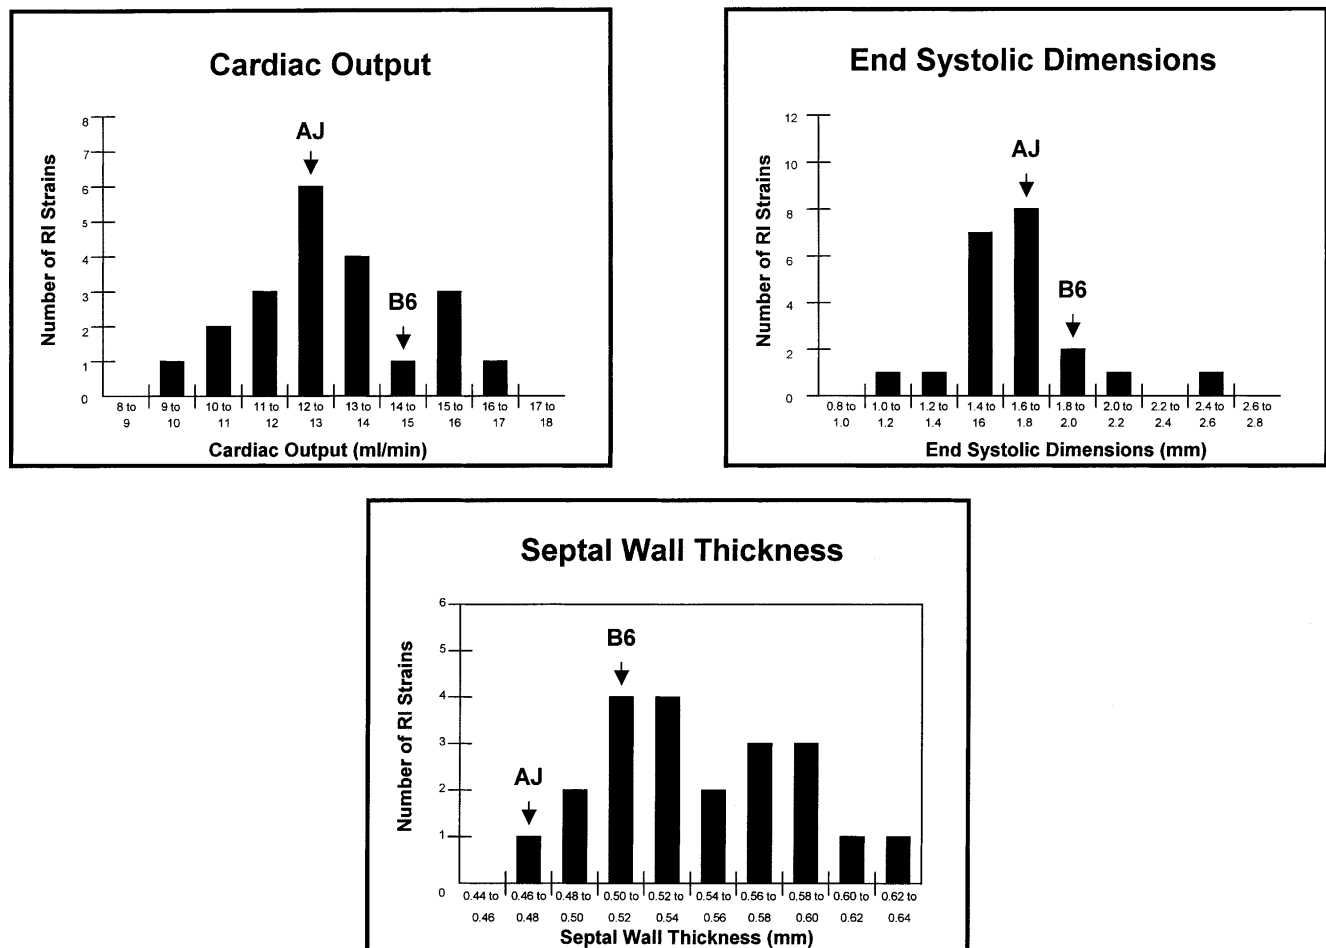 Cardiac Output
Number of RI Strains
8
7
6
5
4
3
2
1
0
AJ
B6
8 to 9 to 10 to 11 to 12 to 13 to 14 to 15 to 16 to 17 to
9 10 11 12 13 14 15 16 17 18
Cardiac Output (ml/min)
End Systolic Dimensions
Number of RI Strains
12
10
8
6
4
2
0
AJ
B6
0.8 to 1.0 to 1.2 to 1.4 to 1.6 to 1.8 to 2.0 to 2.2 to 2.4 to 2.6 to
1.0 1.2 1.4 16 1.8 2.0 2.2 2.4 2.6 2.8
End Systolic Dimensions (mm)
Septal Wall Thickness
Number of RI Strains
6
5
4
3
2
1
0
B6
AJ
0.44 to 0.46 to 0.48 to 0.50 to 0.52 to 0.54 to 0.56 to 0.58 to 0.60 to 0.62 to
0.46 0.48 0.50 0.52 0.54 0.56 0.58 0.60 0.62 0.64
Septal Wall Thickness (mm)